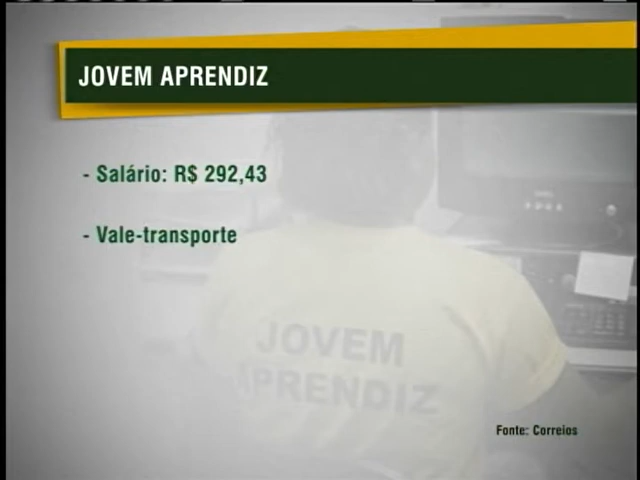 JOVEM APRENDIZ
- Salário: R$ 292,43
- Vale-transporte
JOVEM
APRENDIZ
Fonte: Correios